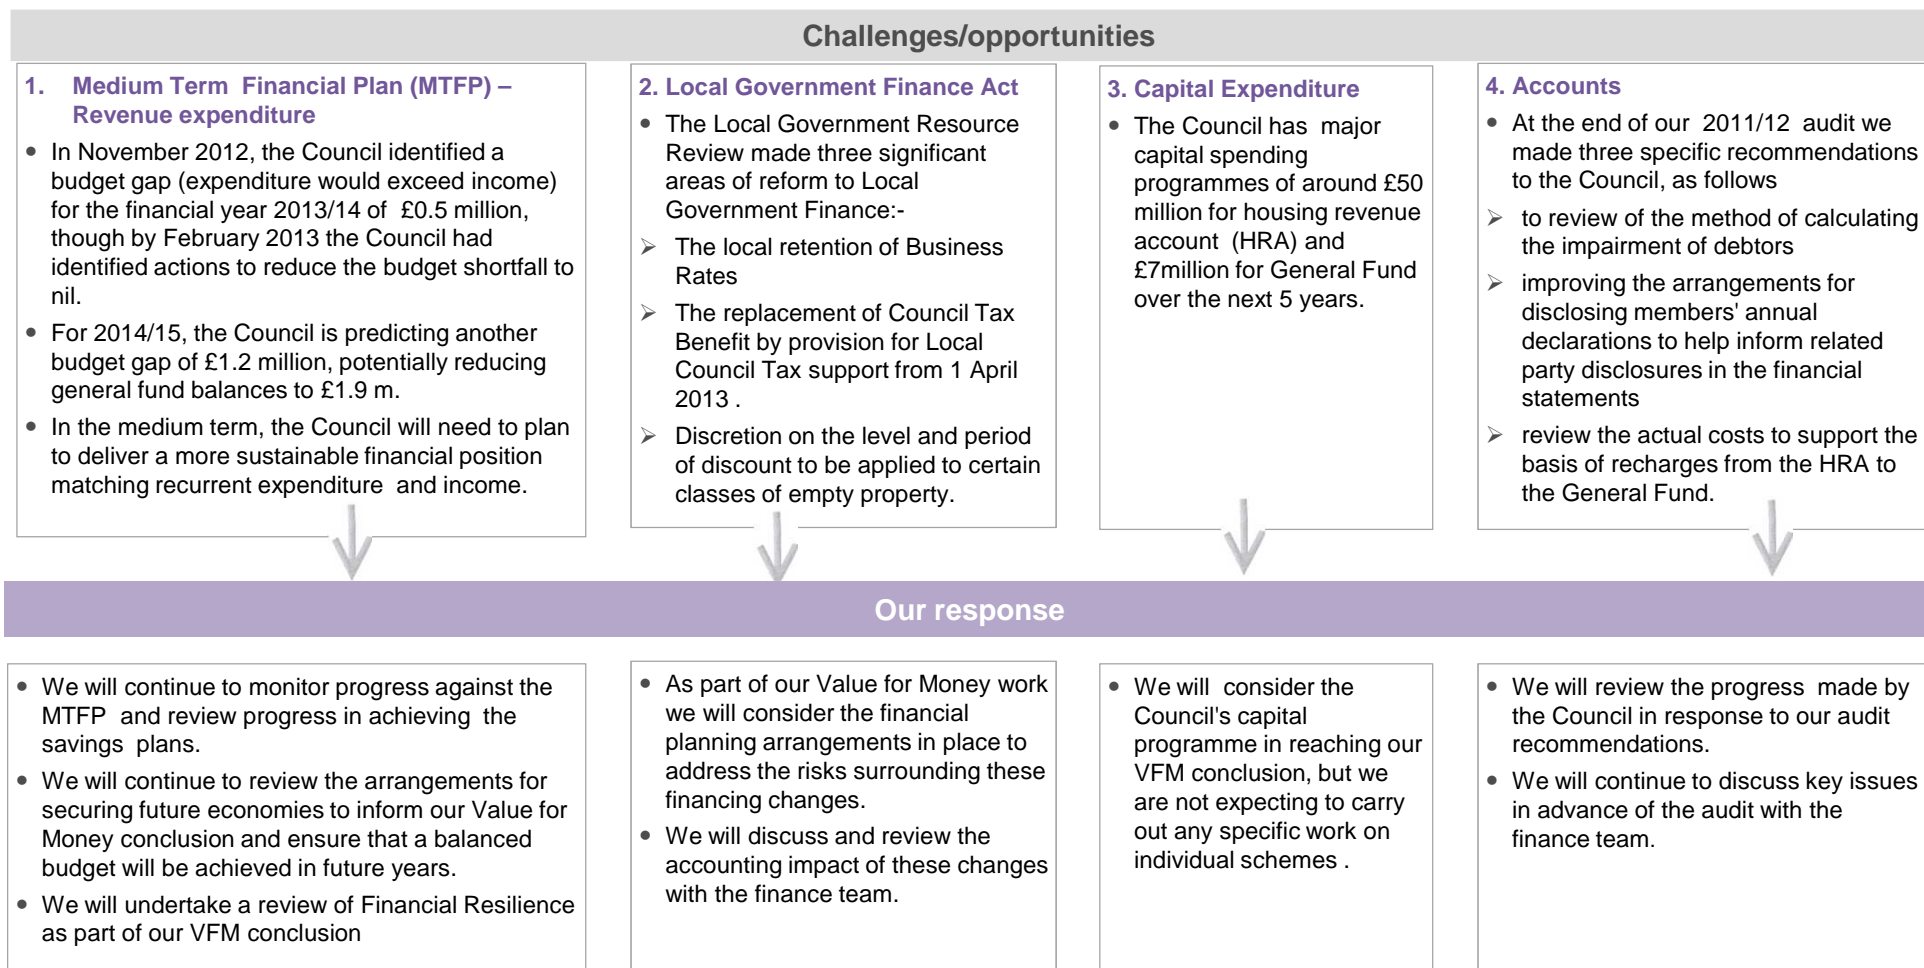 Challenges/opportunities
1. Medium Term Financial Plan (MTFP) –
Revenue expenditure
• In November 2012, the Council identified a
budget gap (expenditure would exceed income)
for the financial year 2013/14 of £0.5 million,
though by February 2013 the Council had
identified actions to reduce the budget shortfall to
nil.
• For 2014/15, the Council is predicting another
budget gap of £1.2 million, potentially reducing
general fund balances to £1.9 m.
• In the medium term, the Council will need to plan
to deliver a more sustainable financial position
matching recurrent expenditure and income.
2. Local Government Finance Act
• The Local Government Resource
Review made three significant
areas of reform to Local
Government Finance:-
➢ The local retention of Business
Rates
➢ The replacement of Council Tax
Benefit by provision for Local
Council Tax support from 1 April
2013 .
➢ Discretion on the level and period
of discount to be applied to certain
classes of empty property.
3. Capital Expenditure
• The Council has major
capital spending
programmes of around £50
million for housing revenue
account (HRA) and
£7million for General Fund
over the next 5 years.
4. Accounts
• At the end of our 2011/12 audit we
made three specific recommendations
to the Council, as follows
➢ to review of the method of calculating
the impairment of debtors
➢ improving the arrangements for
disclosing members' annual
declarations to help inform related
party disclosures in the financial
statements
➢ review the actual costs to support the
basis of recharges from the HRA to
the General Fund.
Our response
• We will continue to monitor progress against the
MTFP and review progress in achieving the
savings plans.
• We will continue to review the arrangements for
securing future economies to inform our Value for
Money conclusion and ensure that a balanced
budget will be achieved in future years.
• We will undertake a review of Financial Resilience
as part of our VFM conclusion
• As part of our Value for Money work
we will consider the financial
planning arrangements in place to
address the risks surrounding these
financing changes.
• We will discuss and review the
accounting impact of these changes
with the finance team.
• We will consider the
Council's capital
programme in reaching our
VFM conclusion, but we
are not expecting to carry
out any specific work on
individual schemes .
• We will review the progress made by
the Council in response to our audit
recommendations.
• We will continue to discuss key issues
in advance of the audit with the
finance team.